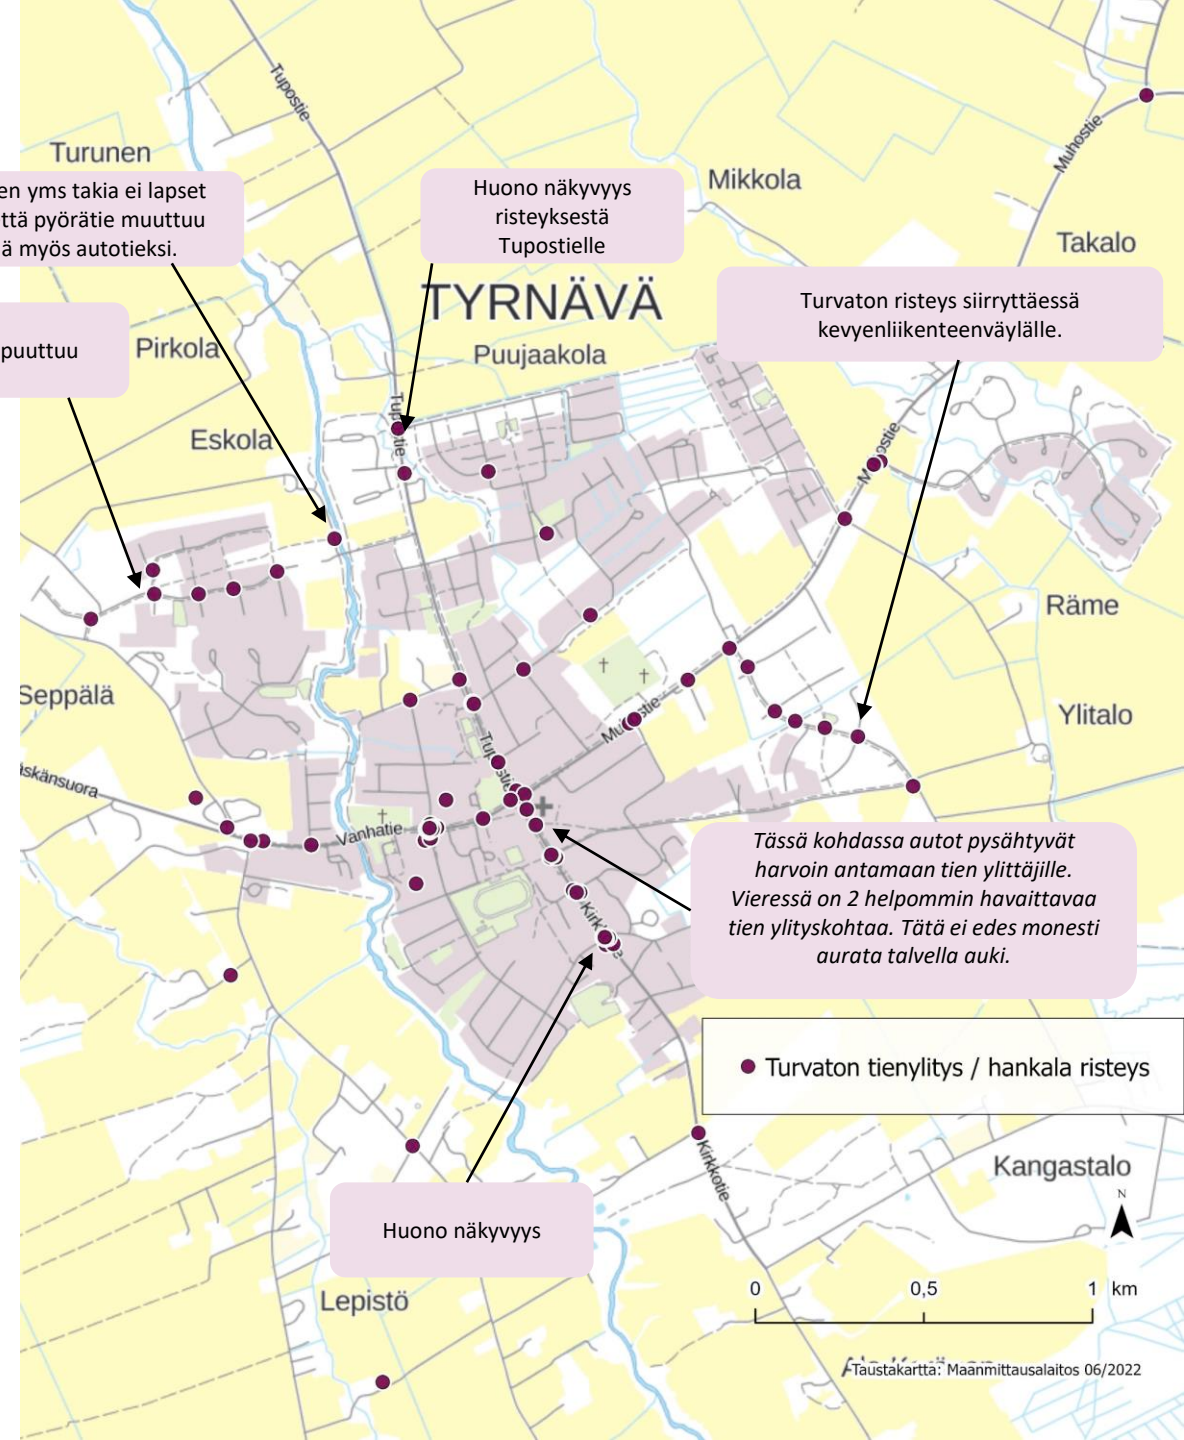 Tupostie
Muhostie
Turunen
Mikkola
en yms takia ei lapset
ttä pyörätie muuttuu
ä myös autotieksi.
Huono näkyvyys
risteyksestä
Tupostielle
Takalo
TYRNÄVÄ
Turvaton risteys siirryttäessä
kevyenliikenteenväylälle.
puuttuu
Pirkola
Puujaakola
Tupostie
Eskola
Muhostie
Räme
Seppälä
Ylitalo
Muhostie
Tupostie
äskänsuora
Vanhatie
Tässä kohdassa autot pysähtyvät
harvoin antamaan tien ylittäjille.
Vieressä on 2 helpommin havaittavaa
tien ylityskohtaa. Tätä ei edes monesti
aurata talvella auki.
Turvaton tienylitys / hankala risteys
Kirkkotie
Kangastalo
N
Huono näkyvyys
0 0,5 1 km
Lepistö
Taustakartta: Maanmittausalaitos 06/2022